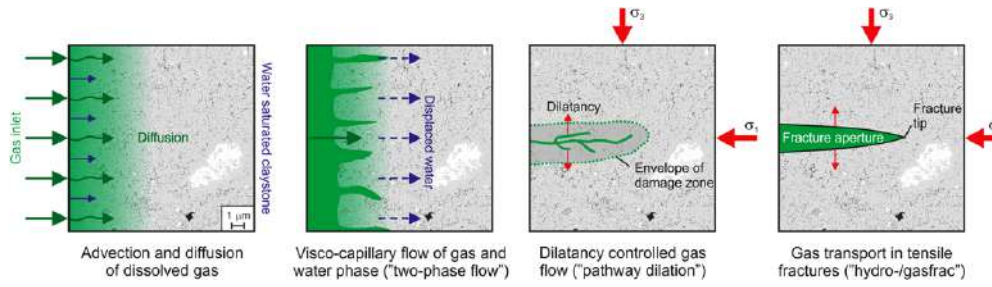 Gas inlet
Diffusion
Water saturated claystone
1 µm
Advection and diffusion
of dissolved gas
Displaced water
Visco-capillary flow of gas and
water phase ("two-phase flow")
σ3
Dilatancy
σ1
Envelope of
damage zone
Dilatancy controlled gas
flow ("pathway dilation")
σ3
Fracture
tip
Fracture aperture
σ
Gas transport in tensile
fractures ("hydro-/gasfrac")